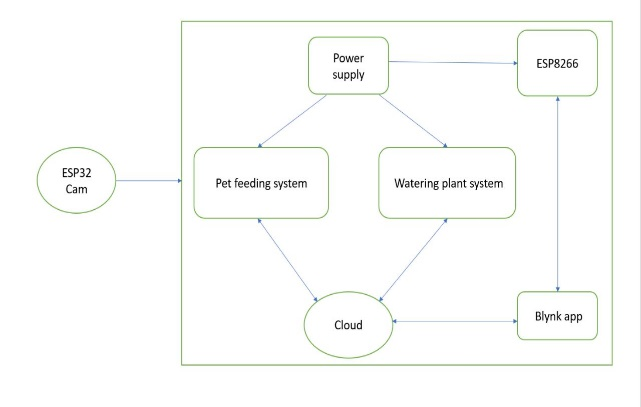 Power
supply
ESP8266
ESP32
Cam
Pet feeding system
Watering plant system
Cloud
Blynk app